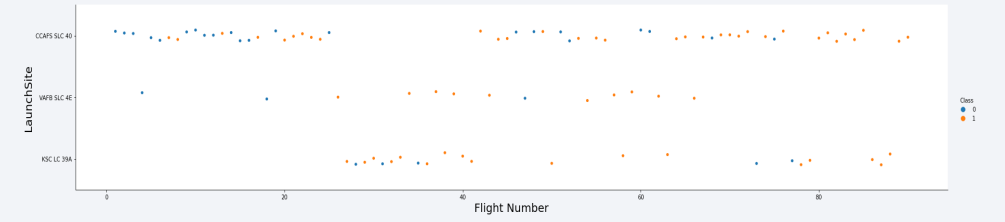 CCAFS SLC 40
VAFB SLC 4E
KSC LC 39A
LaunchSite
0 20 40 60 80
Flight Number
Class
0
1